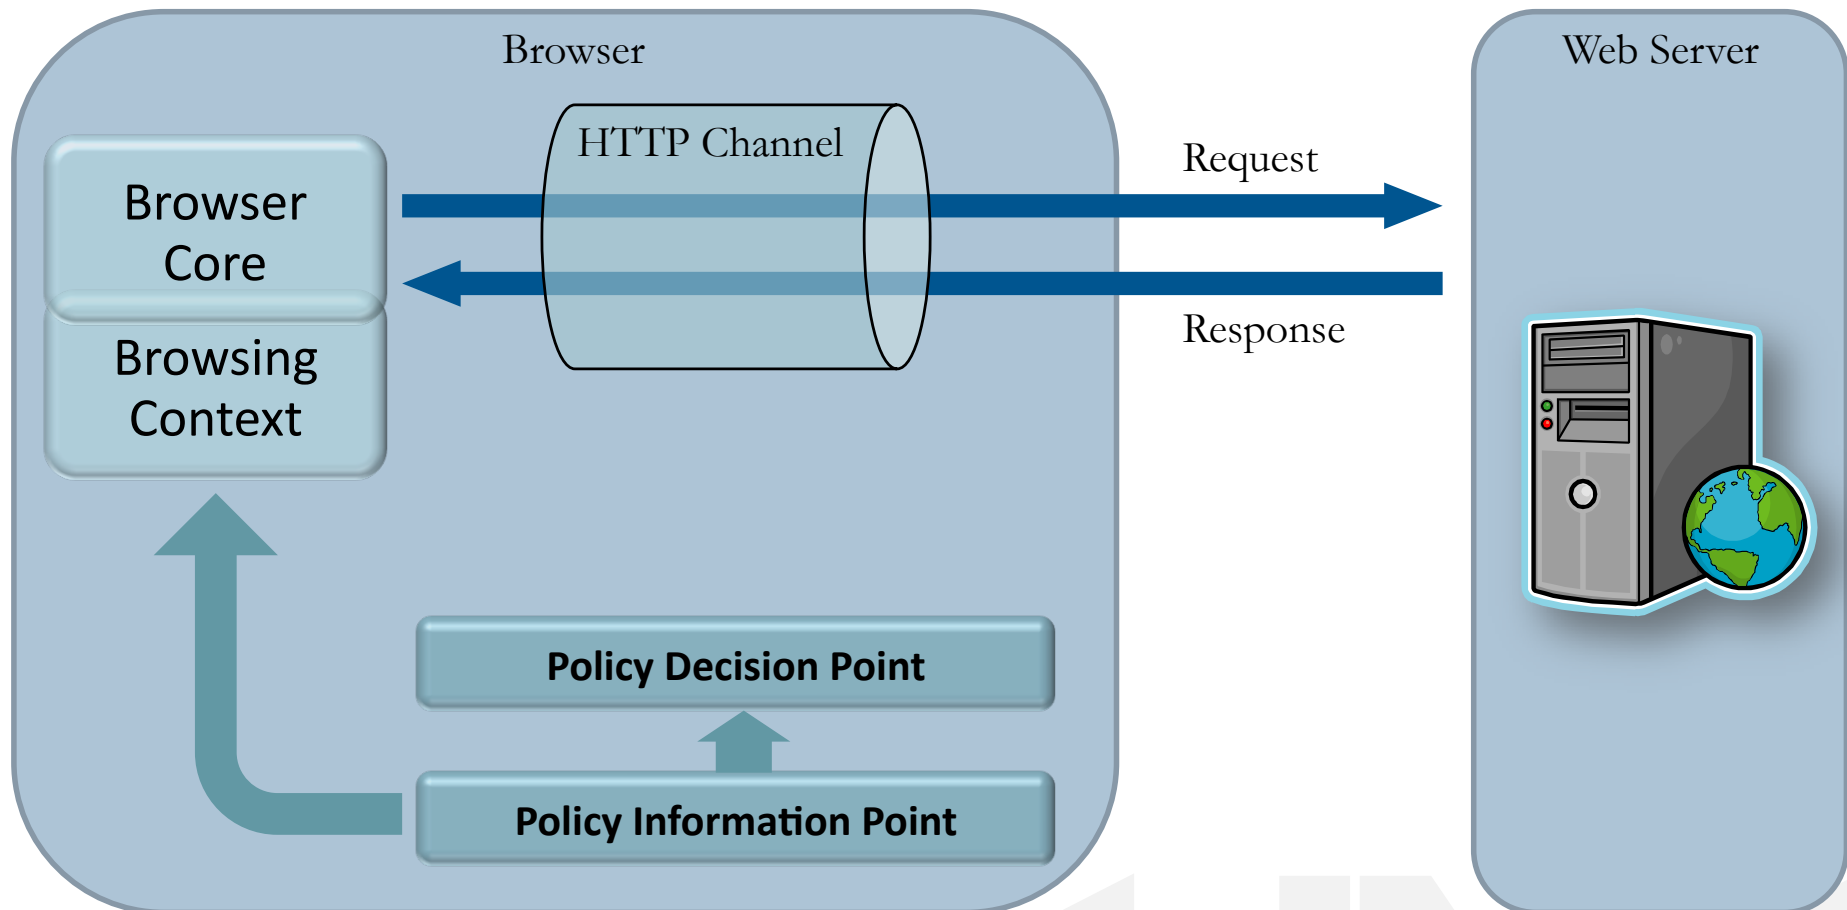 Browser
Web Server
HTTP Channel
Request
Browser
Core
Response
Browsing
Context
Policy Decision Point
Policy Information Point